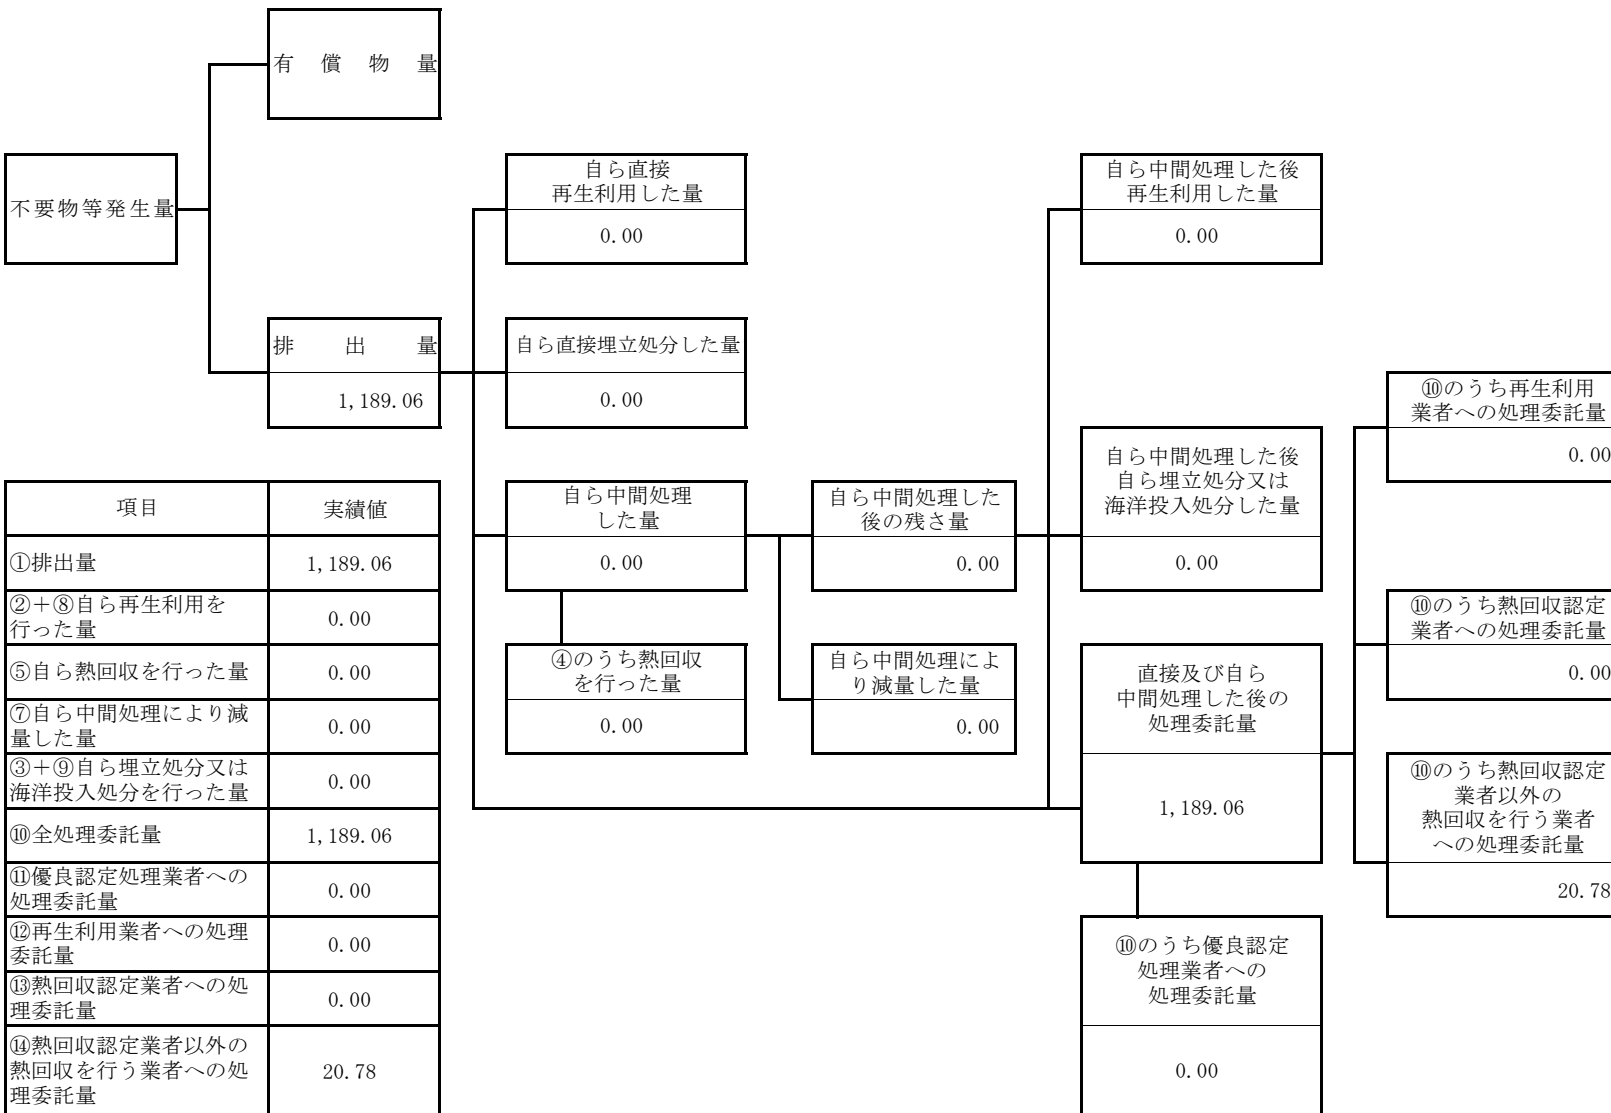 有償物量
不要物等発生量
排出量
1,189.06
自ら直接
再生利用した量
0.00
自ら直接埋立処分した量
0.00
自ら中間処理
した量
0.00
④のうち熱回収
を行った量
0.00
自ら中間処理した
後の残さ量
0.00
自ら中間処理によ
り減量した量
0.00
自ら中間処理した後
再生利用した量
0.00
自ら中間処理した後
自ら埋立処分又は
海洋投入処分した量
0.00
直接及び自ら
中間処理した後の
処理委託量
1,189.06
⑩のうち優良認定
処理業者への
処理委託量
0.00
⑩のうち再生利用
業者への処理委託量
0.00
⑩のうち熱回収認定
業者への処理委託量
0.00
⑩のうち熱回収認定
業者以外の
熱回収を行う業者
への処理委託量
20.78
項目 実績値
①排出量 1,189.06
②＋⑧自ら再生利用を
行った量 0.00
⑤自ら熱回収を行った量 0.00
⑦自ら中間処理により減
量した量 0.00
③＋⑨自ら埋立処分又は
海洋投入処分を行った量 0.00
⑩全処理委託量 1,189.06
⑪優良認定処理業者への
処理委託量 0.00
⑫再生利用業者への処理
委託量 0.00
⑬熱回収認定業者への処
理委託量 0.00
⑭熱回収認定業者以外の
熱回収を行う業者への処
理委託量 20.78